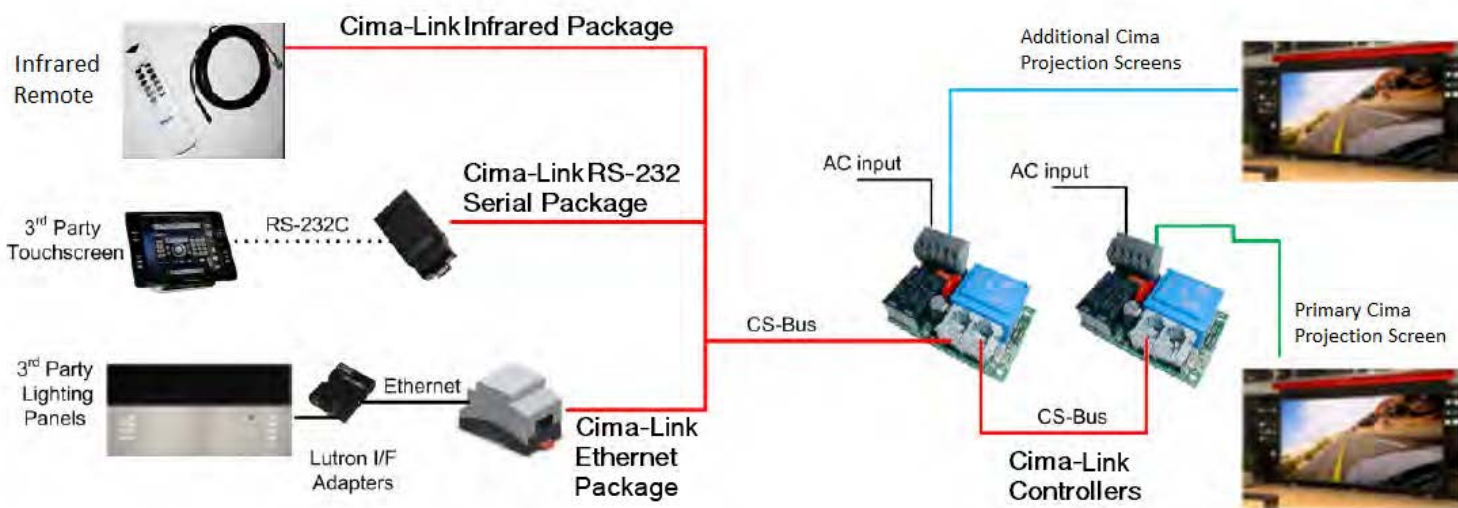 Cima-Link Infrared Package
Infrared
Remote
Cima-Link RS-232
Serial Package
3rd Party
Touchscreen
RS-232C
3rd Party
Lighting
Panels
Ethernet
Lutron I/F
Adapters
Cima-Link
Ethernet
Package
CS-Bus
Additional Cima
Projection Screens
AC input
AC input
Primary Cima
Projection Screen
CS-Bus
Cima-Link
Controllers